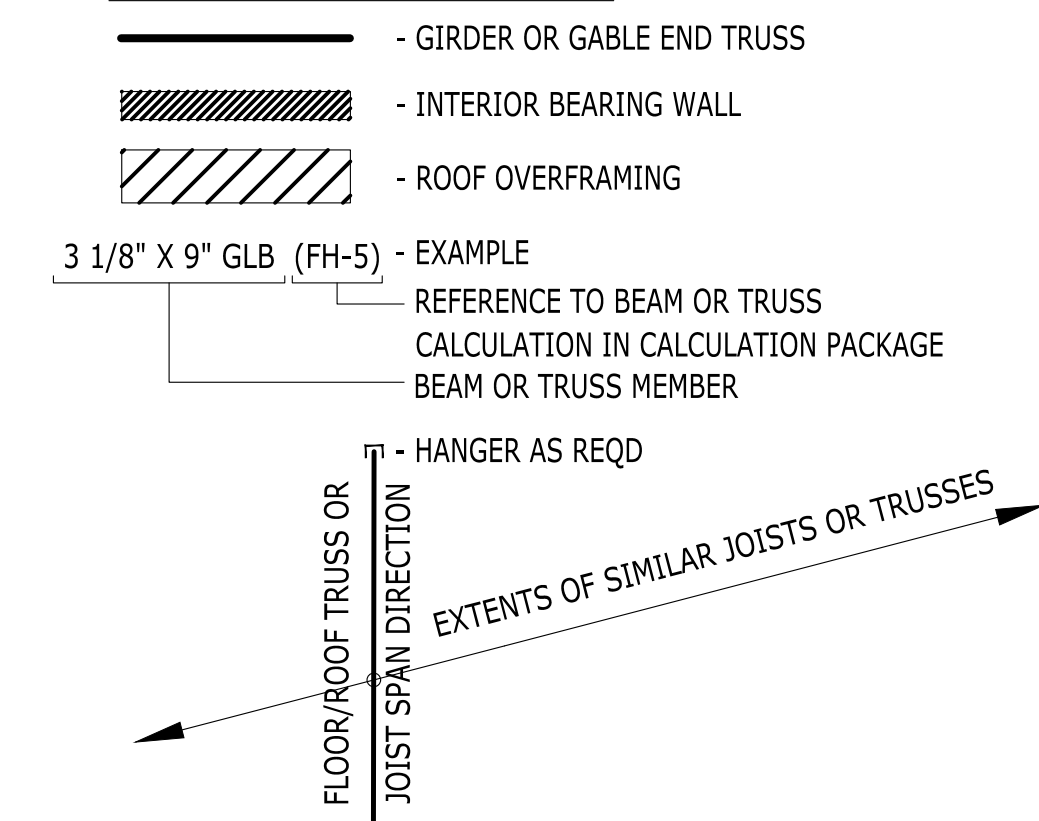 - GIRDER OR GABLE END TRUSS
- INTERIOR BEARING WALL
- ROOF OVERFRAMING
3 1/8" X 9" GLB (FH-5) - EXAMPLE
REFERENCE TO BEAM OR TRUSS
CALCULATION IN CALCULATION PACKAGE
BEAM OR TRUSS MEMBER
- HANGER AS REQD
FLOOR/ROOF TRUSS OR
JOIST SPAN DIRECTION
EXTENTS OF SIMILAR JOISTS OR TRUSSES